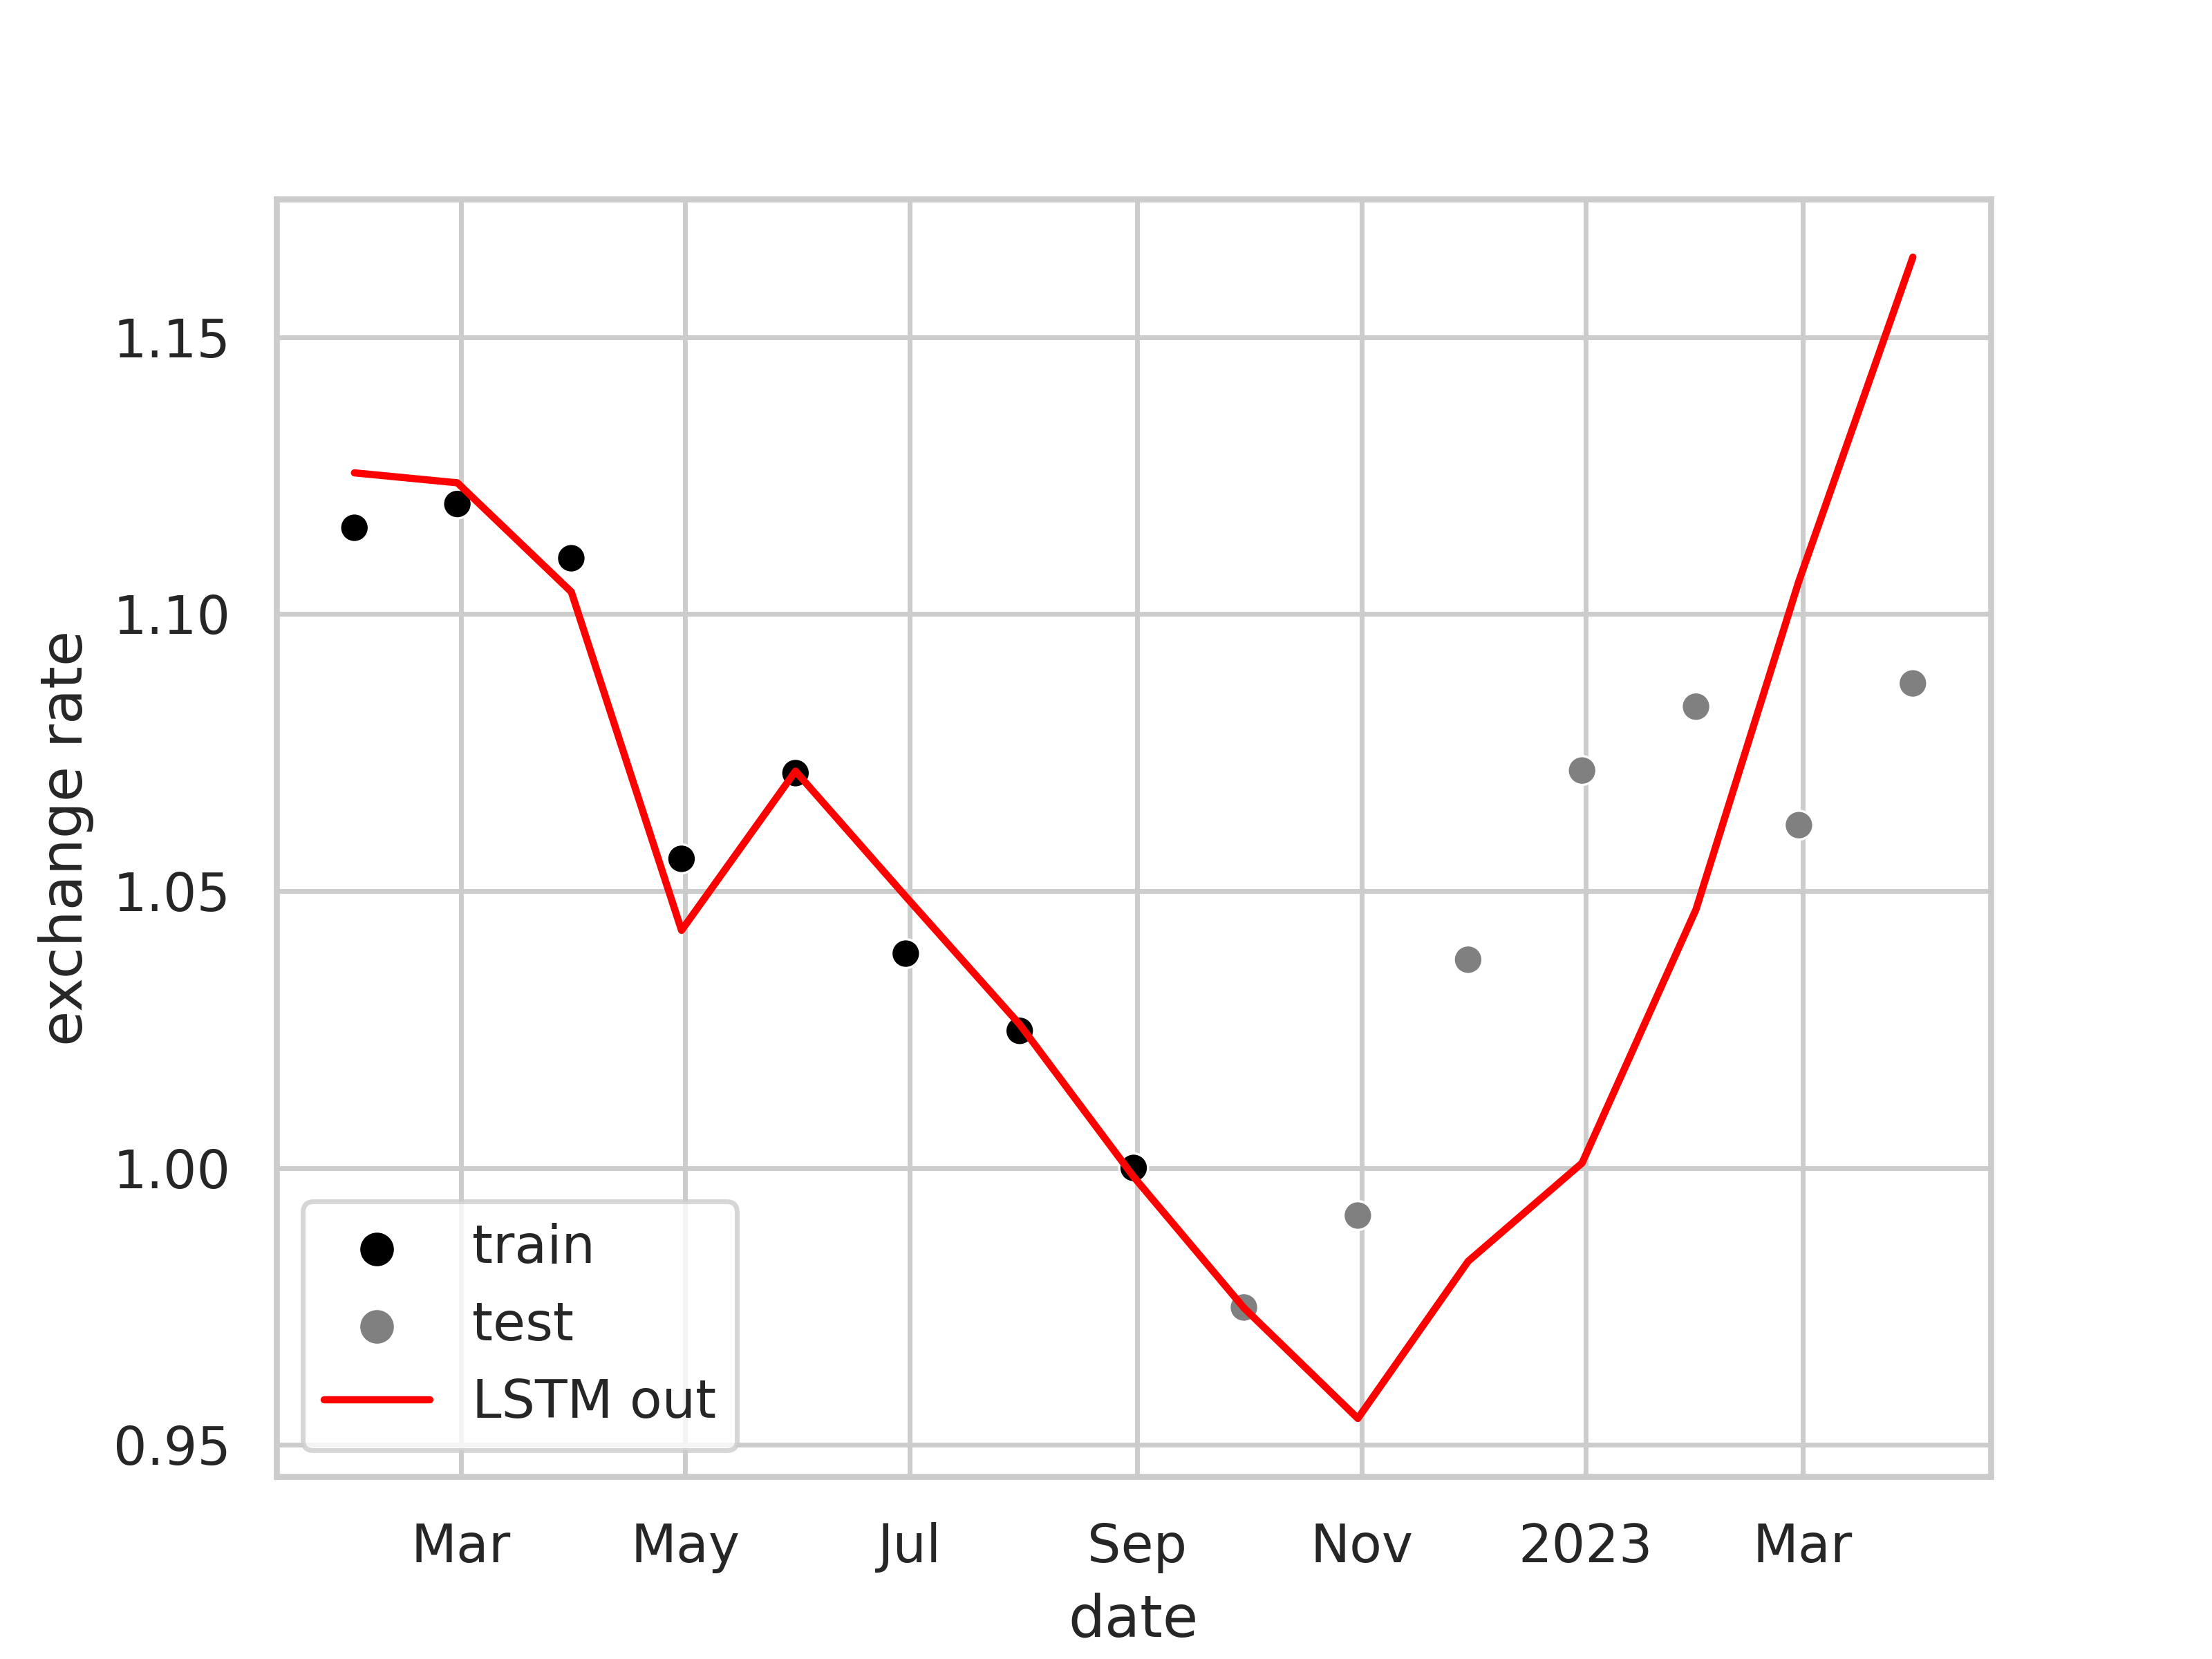 exchange rate
1.15
1.10
1.05
1.00
0.95
train
test
LSTM out
Mar May Jul Sep Nov 2023 Mar
date